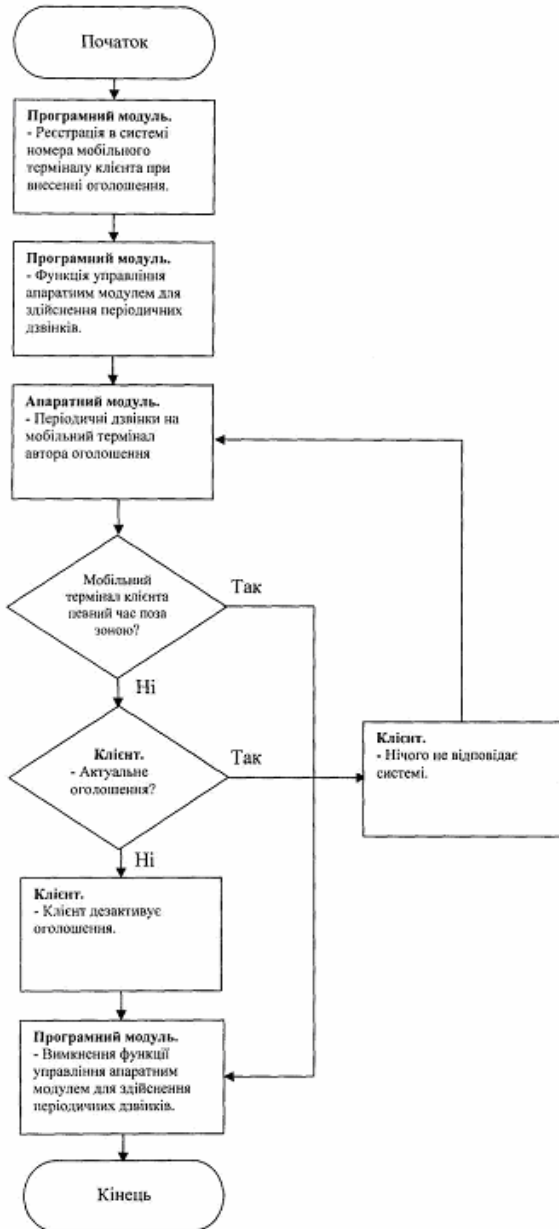 Початок
Програмний модуль.
- Реєстрація в системі
номера мобільного
терміналу клієнта при
внесенні оголошення.
Програмний модуль.
- Функція управління
апаратним модулем для
здійснення періодичних
дзвінків.
Апаратний модуль.
- Періодичні дзвінки на
мобільний термінал
автора оголошення
Мобільний
термінал клієнта
певний час поза
зоною?
Так
Ні
Клієнт.
- Актуальне
оголошення?
Так
Клієнт.
- Нічого не відповідає
системі.
Ні
Клієнт.
- Клієнт дезактивує
оголошення.
Програмний модуль.
- Вимкнення функції
управління апаратним
модулем для здійснення
періодичних дзвінків.
Кінець